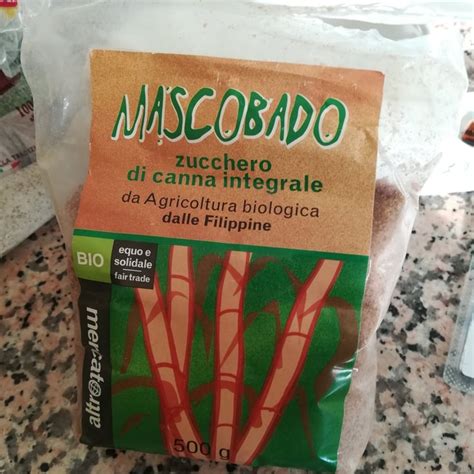 MASCOBADO
zucchero
di canna integrale
da Agricoltura biologica
dalle Filippine
BIO
equo e
solidale
fair trade
altromercato
500 g